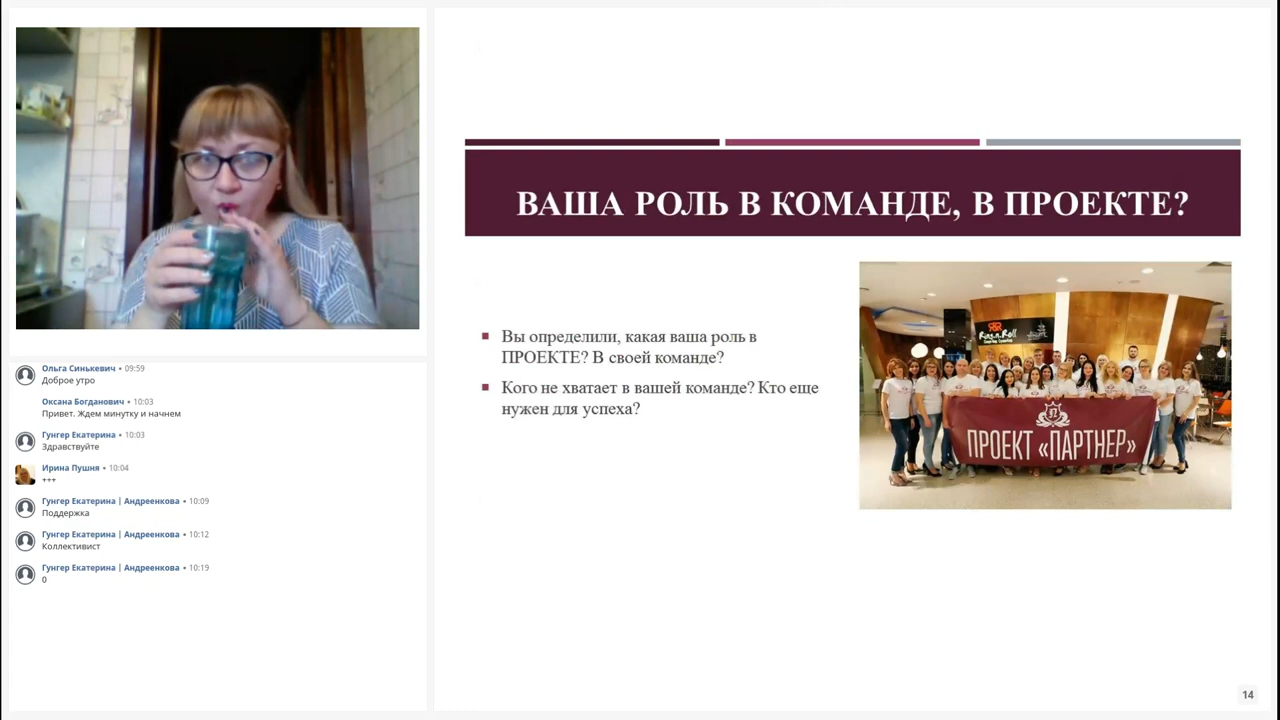 Ольга Синькевич • 09:59
Доброе утро
Оксана Богданович • 10:03
Привет. Ждем минутку и начнем
Гунгер Екатерина • 10:03
Здравствуйте
Ирина Пушня • 10:04
+++
Гунгер Екатерина | Андреенкова • 10:09
Поддержка
Гунгер Екатерина | Андреенкова • 10:12
Коллективист
Гунгер Екатерина | Андреенкова • 10:19
0
ВАША РОЛЬ В КОМАНДЕ, В ПРОЕКТЕ?
Вы определили, какая ваша роль в
ПРОЕКТЕ? В своей команде?
Кого не хватает в вашей команде? Кто еще
нужен для успеха?
ПРОЕКТ «ПАРТНЕР»
14